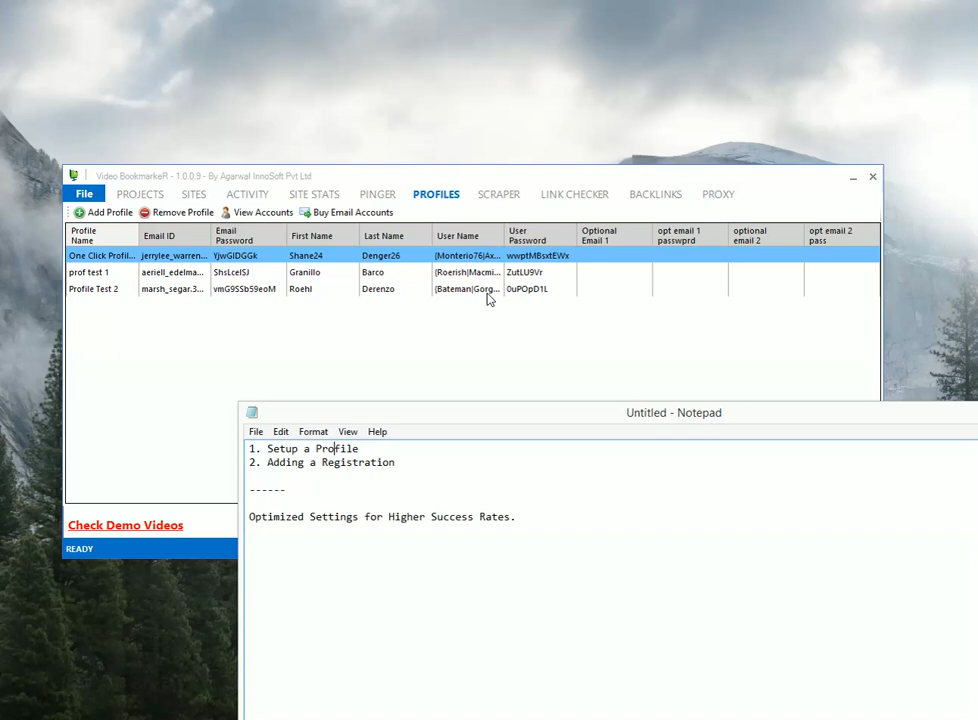 Video BookmarkeR - 1.0.0.9 - By Agarwal InnoSoft Pvt Ltd
File PROJECTS SITES ACTIVITY SITE STATS PINGER PROFILES SCRAPER LINK CHECKER BACKLINKS PROXY
Add Profile Remove Profile View Accounts Buy Email Accounts
Profile Name Email ID Email Password First Name Last Name User Name User Password Optional Email 1 opt email 1 passwprd optional email 2 opt email 2 pass
One Click Profil... jerrylee_warren... YjwGIDGGk Shane24 Denger26 {Monterio76|Ax... wwptMBsxtEWx
prof test 1 aeriell_edelma... ShsLcelSJ Granillo Barco {Roerish|Macmi... ZutLU9Vr
Profile Test 2 marsh_segar.3... vmG9SSb59eoM Roehl Derenzo {Bateman|Gorg... 0uPOpD1L
Untitled - Notepad
File Edit Format View Help
1. Setup a Profile
2. Adding a Registration
------
Optimized Settings for Higher Success Rates.
Check Demo Videos
READY